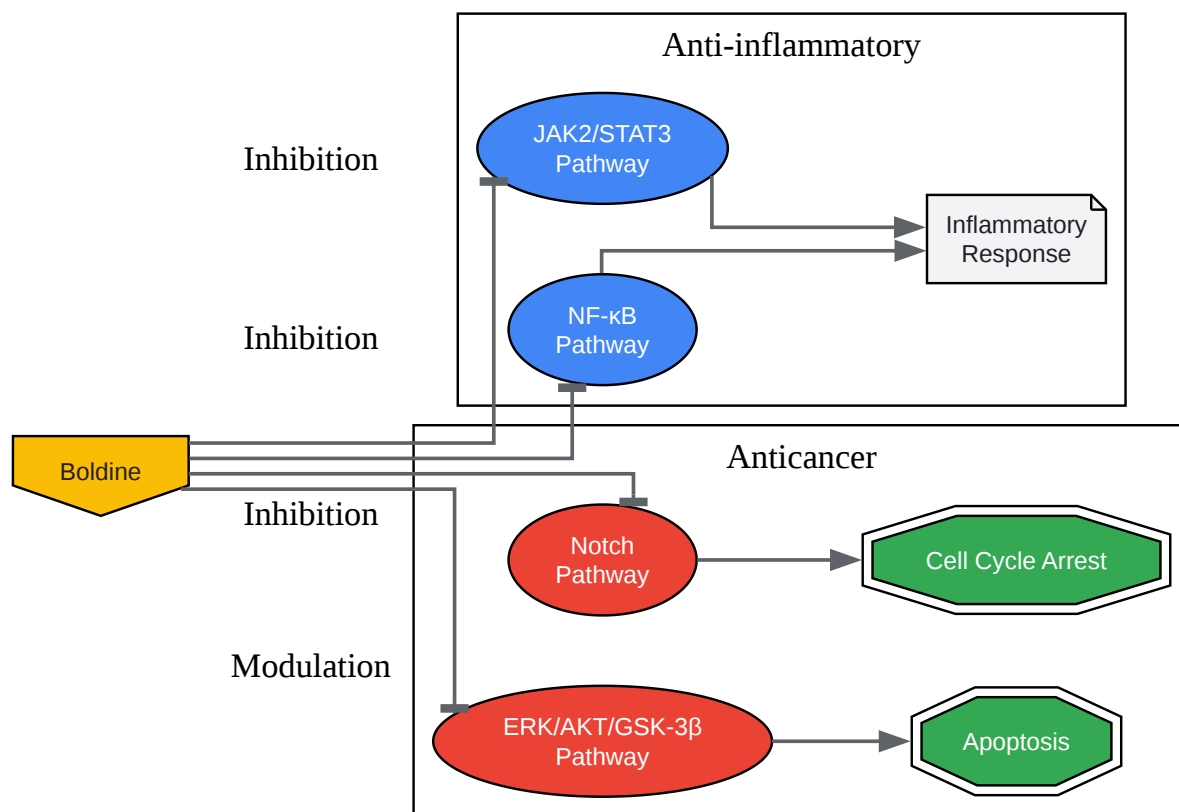 Anti-inflammatory
JAK2/STAT3
Pathway
Inhibition
Inflammatory
Response
NF-κB
Pathway
Inhibition
Boldine
Anticancer
Inhibition
Notch
Pathway
Cell Cycle Arrest
Modulation
ERK/AKT/GSK-3β
Pathway
Apoptosis